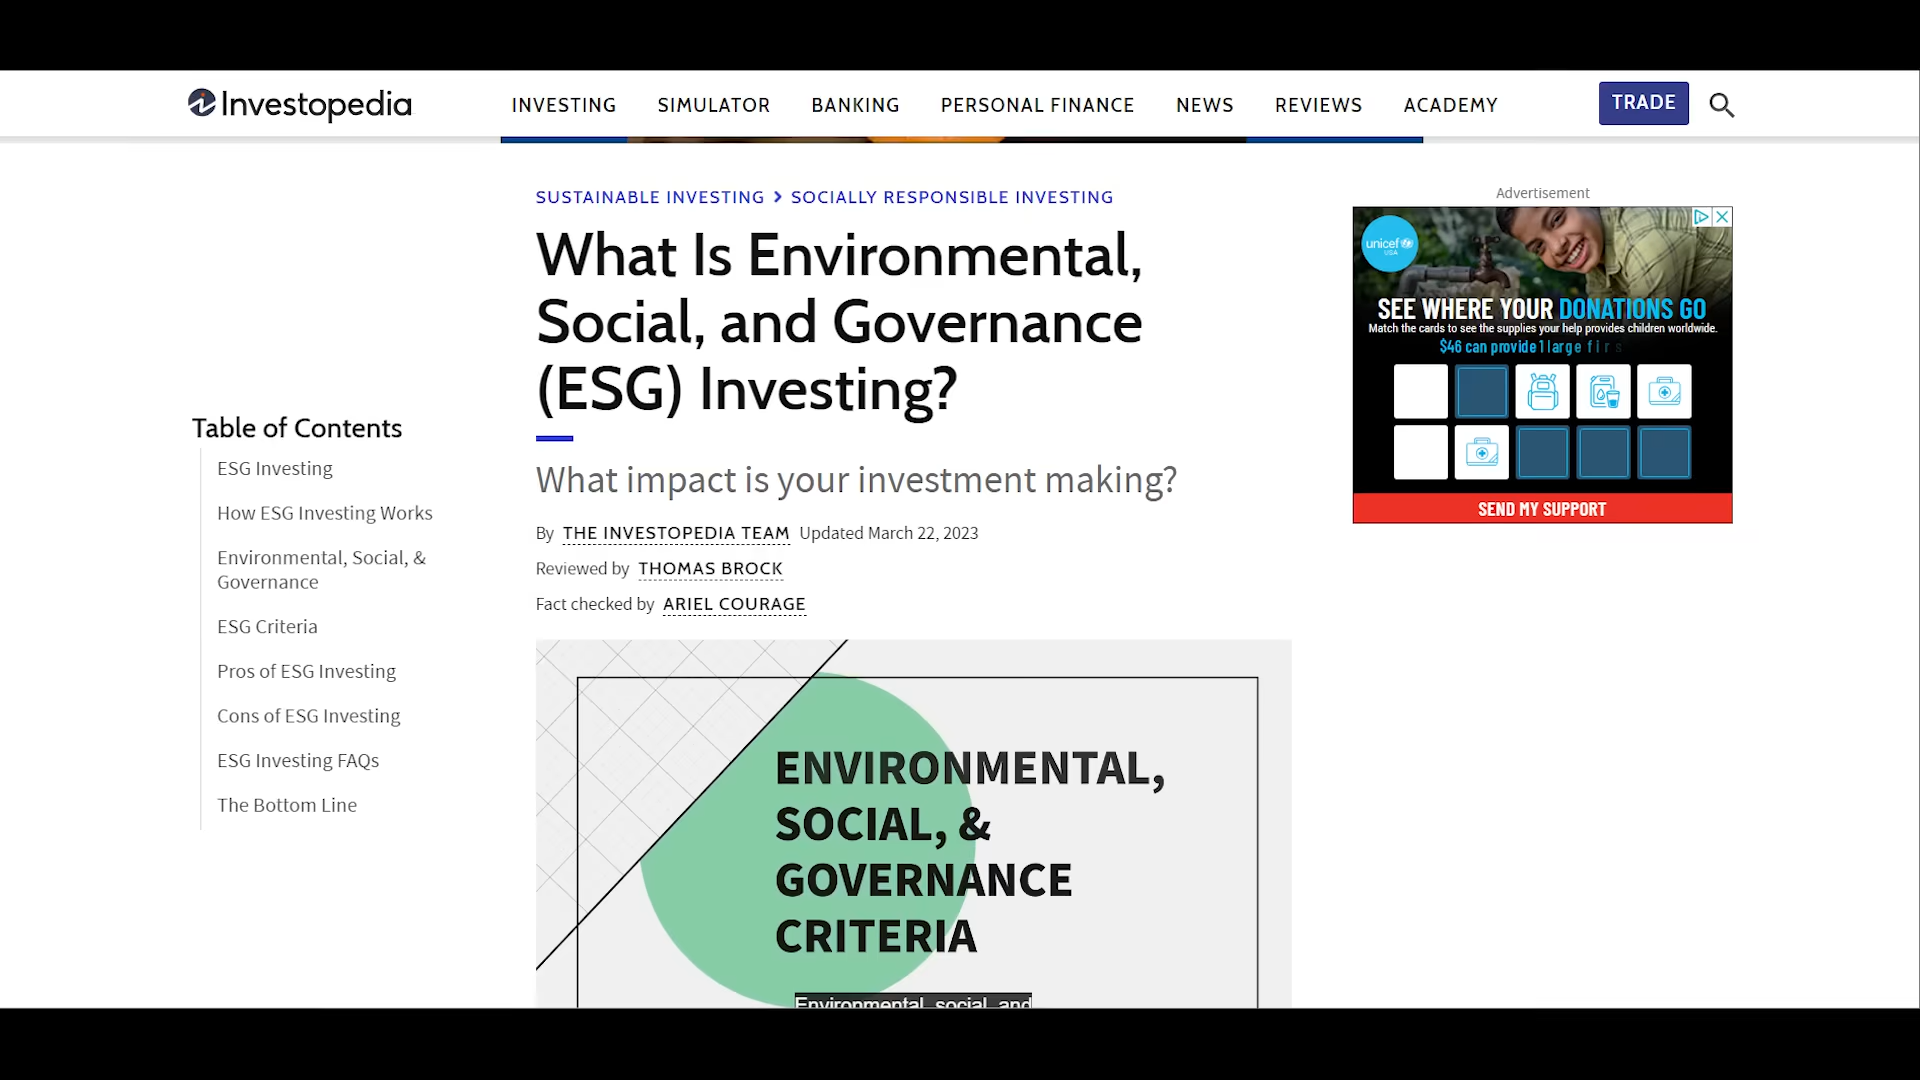 Investopedia
INVESTING SIMULATOR BANKING PERSONAL FINANCE NEWS REVIEWS ACADEMY
TRADE
SUSTAINABLE INVESTING > SOCIALLY RESPONSIBLE INVESTING
What Is Environmental,
Social, and Governance
(ESG) Investing?
What impact is your investment making?
By THE INVESTOPEDIA TEAM Updated March 22, 2023
Reviewed by THOMAS BROCK
Fact checked by ARIEL COURAGE
Table of Contents
ESG Investing
How ESG Investing Works
Environmental, Social, &
Governance
ESG Criteria
Pros of ESG Investing
Cons of ESG Investing
ESG Investing FAQs
The Bottom Line
ENVIRONMENTAL,
SOCIAL, &
GOVERNANCE
CRITERIA
Environmental, social, and
Advertisement
unicef
USA
SEE WHERE YOUR DONATIONS GO
Match the cards to see the supplies your help provides children worldwide.
$46 can provide 1 large firs
SEND MY SUPPORT